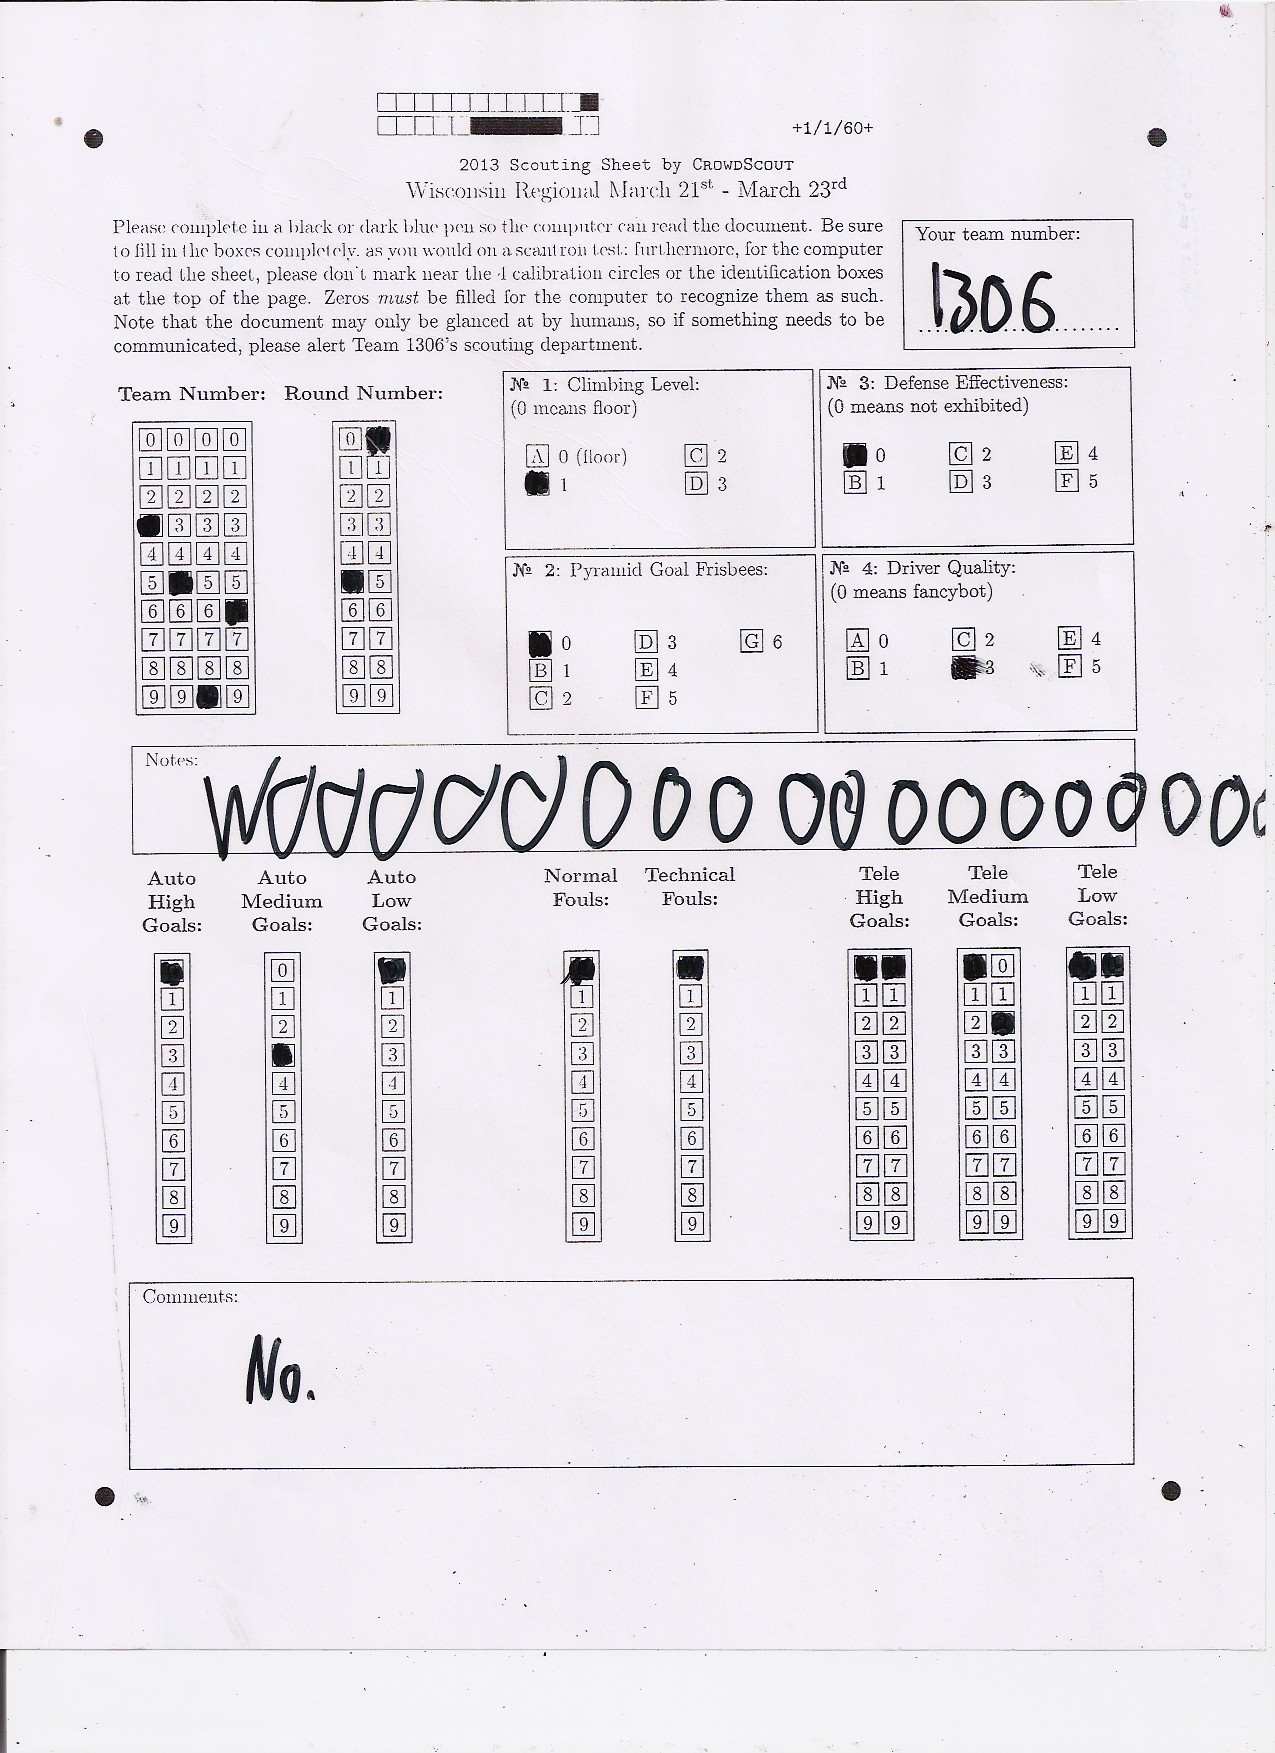 +1/1/60+
2013 Scouting Sheet by CROWDSCOUT
Wisconsin Regional March 21st - March 23rd
Please complete in a black or dark blue pen so the computer can read the document. Be sure
to fill in the boxes completely, as you would on a scantron test; furthermore, for the computer
to read the sheet, please don't mark near the 4 calibration circles or the identification boxes
at the top of the page. Zeros must be filled for the computer to recognize them as such.
Note that the document may only be glanced at by humans, so if something needs to be
communicated, please alert Team 1306's scouting department.
Your team number:
1306
Team Number:
0 0 0 0
1 1 1 1
2 2 2 2
3 3 3
4 4 4 4
5 5 5
6 6 6
7 7 7 7
8 8 8 8
9 9 9
Round Number:
0
1 1
2 2
3 3
4 4
5
6 6
7 7
8 8
9 9
№ 1: Climbing Level:
(0 means floor)
A 0 (floor) C 2
1 D 3
№ 3: Defense Effectiveness:
(0 means not exhibited)
0 C 2 E 4
B 1 D 3 F 5
№ 2: Pyramid Goal Frisbees:
0 D 3 G 6
B 1 E 4
C 2 F 5
№ 4: Driver Quality:
(0 means fancybot)
A 0 C 2 E 4
B 1 3 F 5
Notes:
Auto
High
Goals:
1
2
3
4
5
6
7
8
9
Auto
Medium
Goals:
0
1
2
4
5
6
7
8
9
Auto
Low
Goals:
1
2
3
4
5
6
7
8
9
Normal
Fouls:
1
2
3
4
5
6
7
8
9
Technical
Fouls:
1
2
3
4
5
6
7
8
9
Tele
High
Goals:
1 1
2 2
3 3
4 4
5 5
6 6
7 7
8 8
9 9
Tele
Medium
Goals:
0
1 1
2
3 3
4 4
5 5
6 6
7 7
8 8
9 9
Tele
Low
Goals:
1 1
2 2
3 3
4 4
5 5
6 6
7 7
8 8
9 9
Comments:
No.